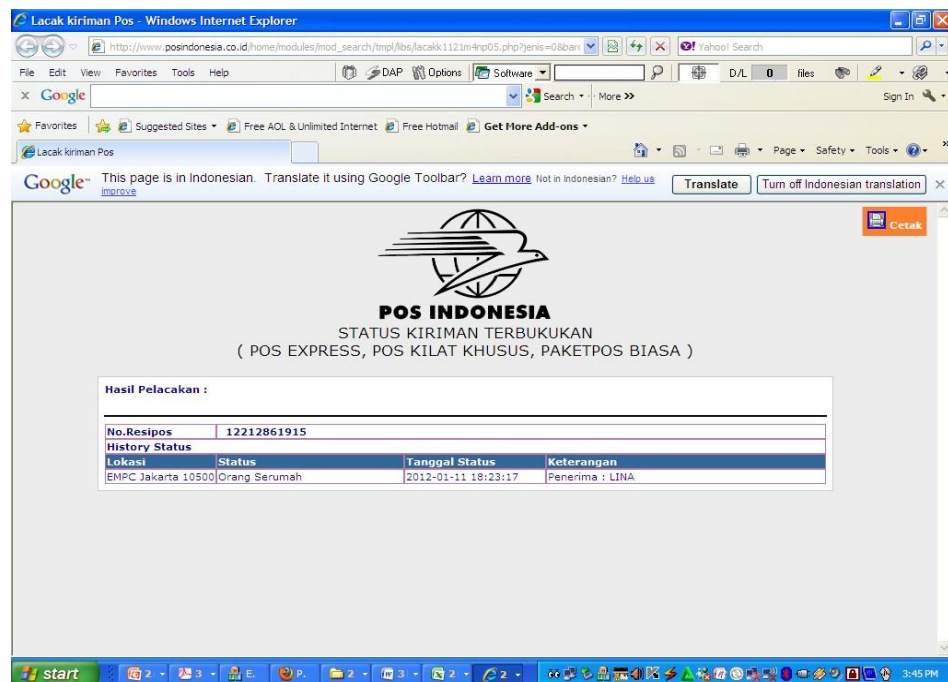 Lacak kiriman Pos - Windows Internet Explorer
http://www.posindonesia.co.id/home/modules/mod_search/tmpl/libs/lacakk1121m4np05.php?jenis=0&bar
Yahoo! Search
File Edit View Favorites Tools Help
DAP Options Software D/L 0 files
x Google Search More >> Sign In
Favorites Suggested Sites Free AOL & Unlimited Internet Free Hotmail Get More Add-ons
Lacak kiriman Pos Page Safety Tools
Google This page is in Indonesian. Translate it using Google Toolbar? Learn more Not in Indonesian? Help us improve Translate Turn off Indonesian translation
Cetak
POS INDONESIA
STATUS KIRIMAN TERBUKUKAN
( POS EXPRESS, POS KILAT KHUSUS, PAKETPOS BIASA )
Hasil Pelacakan :
No.Resipos 12212861915
History Status
Lokasi Status Tanggal Status Keterangan
EMPC Jakarta 10500 Orang Serumah 2012-01-11 18:23:17 Penerima : LINA
start 2 3 E. P. 2 3 2 2 3:45 PM